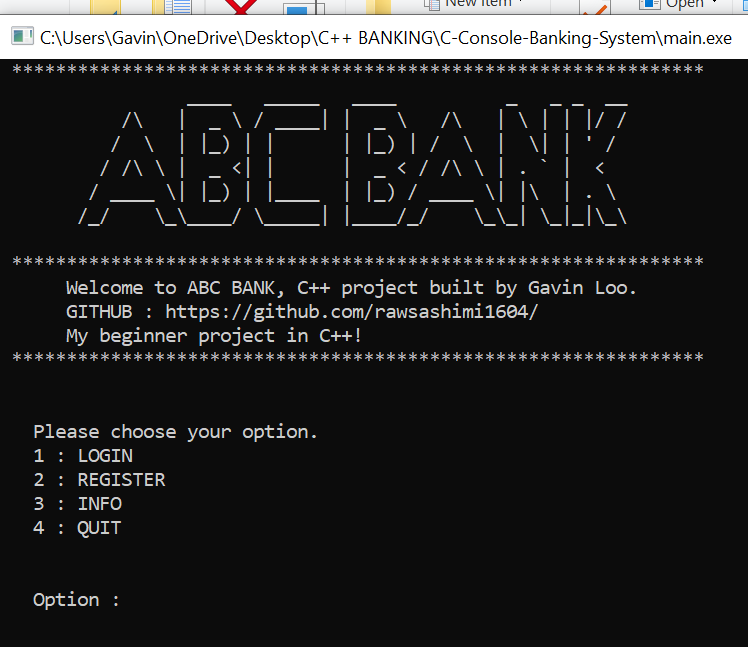 New item
Open
C:\Users\Gavin\OneDrive\Desktop\C++ BANKING\C-Console-Banking-System\main.exe
***************************************************************
ABC BANK
***************************************************************
Welcome to ABC BANK, C++ project built by Gavin Loo.
GITHUB : https://github.com/rawsashimi1604/
My beginner project in C++!
***************************************************************
Please choose your option.
1 : LOGIN
2 : REGISTER
3 : INFO
4 : QUIT
Option :